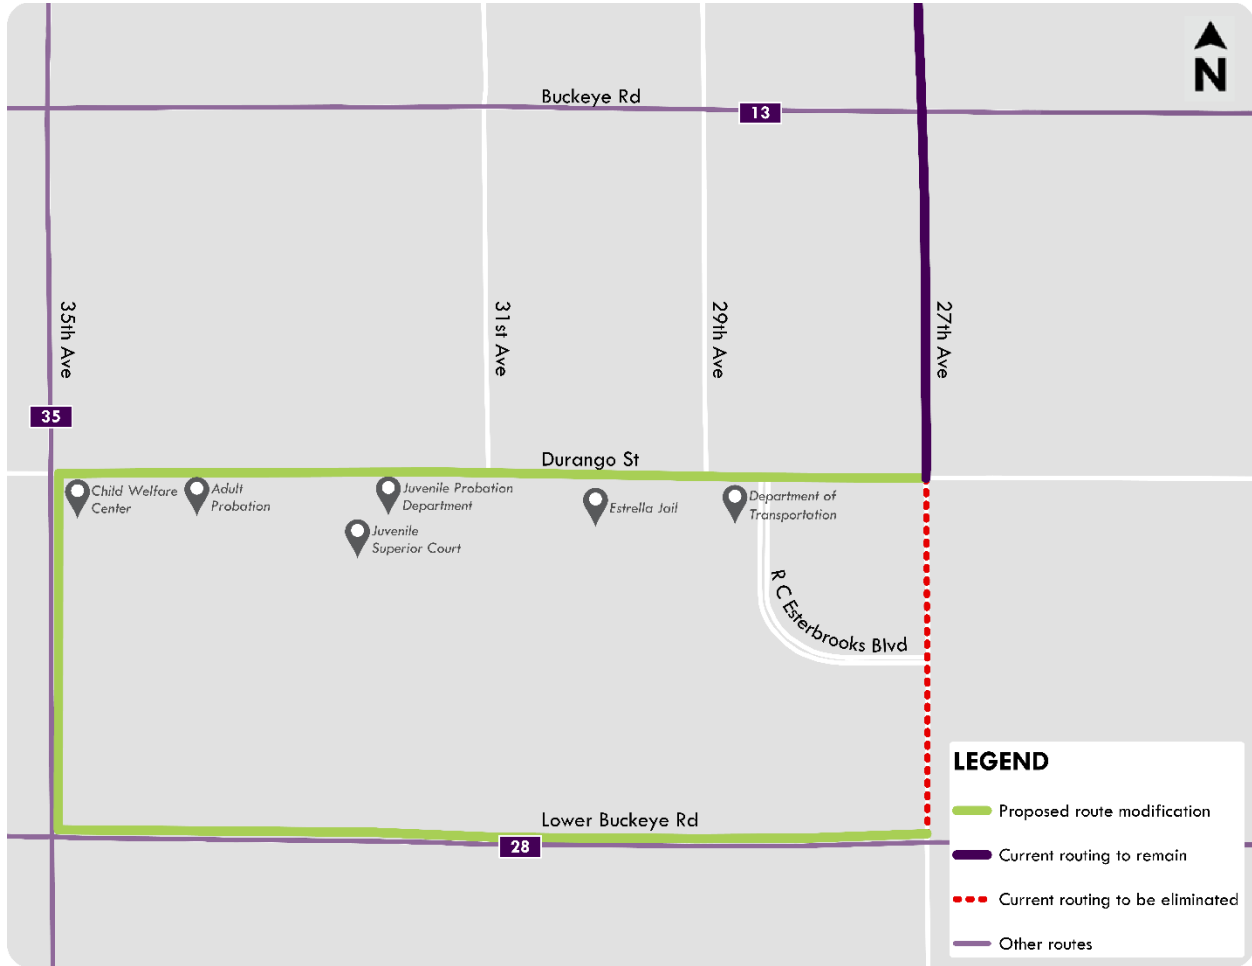 N
Buckeye Rd
13
35th Ave
31st Ave
29th Ave
27th Ave
35
Durango St
Child Welfare
Center
Adult
Probation
Juvenile Probation
Department
Juvenile
Superior Court
Estrella Jail
Department of
Transportation
R C Esterbrooks Blvd
Lower Buckeye Rd
28
LEGEND
Proposed route modification
Current routing to remain
Current routing to be eliminated
Other routes